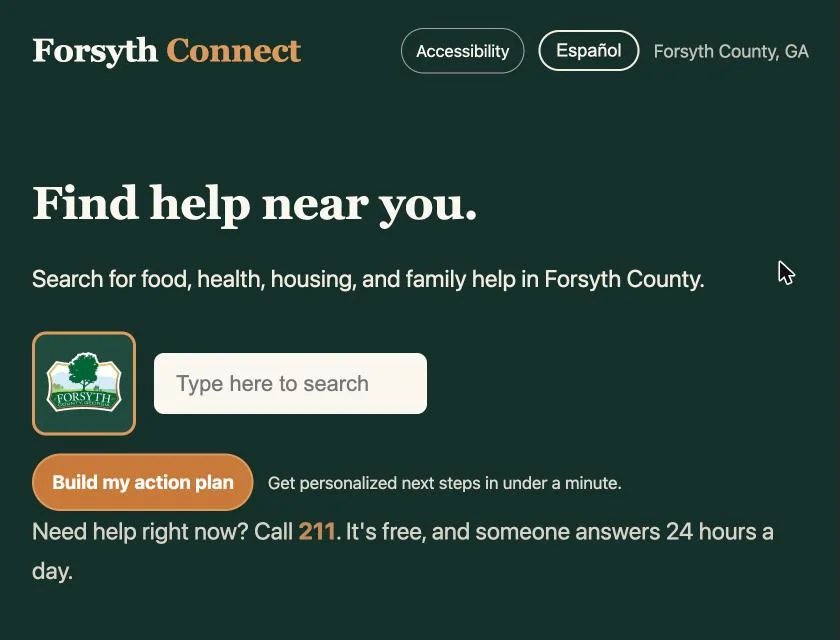 Forsyth Connect
Accessibility
Español
Forsyth County, GA
Find help near you.
Search for food, health, housing, and family help in Forsyth County.
FORSYTH
Type here to search
Build my action plan
Get personalized next steps in under a minute.
Need help right now? Call 211. It's free, and someone answers 24 hours a
day.